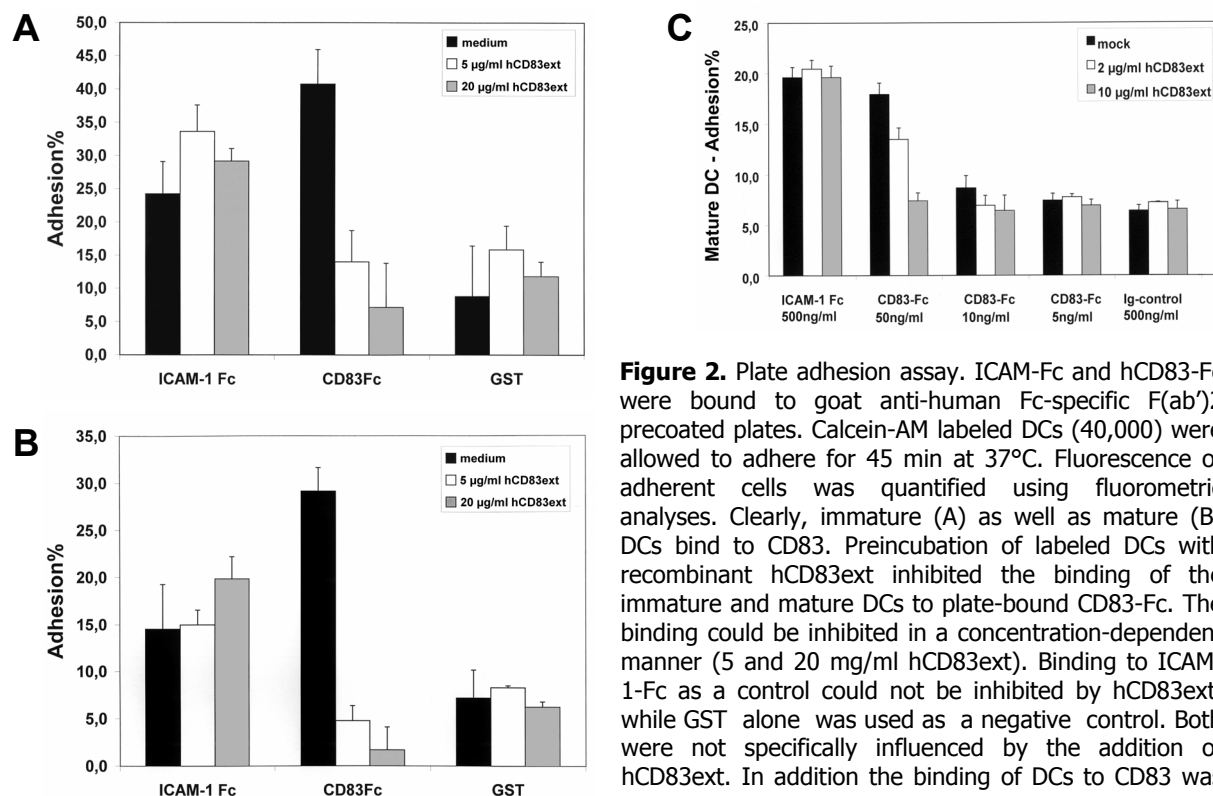 A
50,0
45,0
40,0
35,0
30,0
25,0
20,0
15,0
10,0
5,0
0,0
Adhesion%
medium
5 µg/ml hCD83ext
20 µg/ml hCD83ext
ICAM-1 Fc CD83Fc GST
B
35,0
30,0
25,0
20,0
15,0
10,0
5,0
0,0
Adhesion%
medium
5 µg/ml hCD83ext
20 µg/ml hCD83ext
ICAM-1 Fc CD83Fc GST
C
25,0
20,0
15,0
10,0
5,0
0,0
Mature DC - Adhesion%
mock
2 µg/ml hCD83ext
10 µg/ml hCD83ext
ICAM-1 Fc CD83-Fc CD83-Fc CD83-Fc Ig-control
500ng/ml 50ng/ml 10ng/ml 5ng/ml 500ng/ml
Figure 2. Plate adhesion assay. ICAM-Fc and hCD83-Fc
were bound to goat anti-human Fc-specific F(ab')2
precoated plates. Calcein-AM labeled DCs (40,000) were
allowed to adhere for 45 min at 37°C. Fluorescence o
adherent cells was quantified using fluorometric
analyses. Clearly, immature (A) as well as mature (B)
DCs bind to CD83. Preincubation of labeled DCs with
recombinant hCD83ext inhibited the binding of the
immature and mature DCs to plate-bound CD83-Fc. The
binding could be inhibited in a concentration-dependen
manner (5 and 20 mg/ml hCD83ext). Binding to ICAM-
1-Fc as a control could not be inhibited by hCD83ext
while GST alone was used as a negative control. Both
were not specifically influenced by the addition o
hCD83ext. In addition the binding of DCs to CD83 was